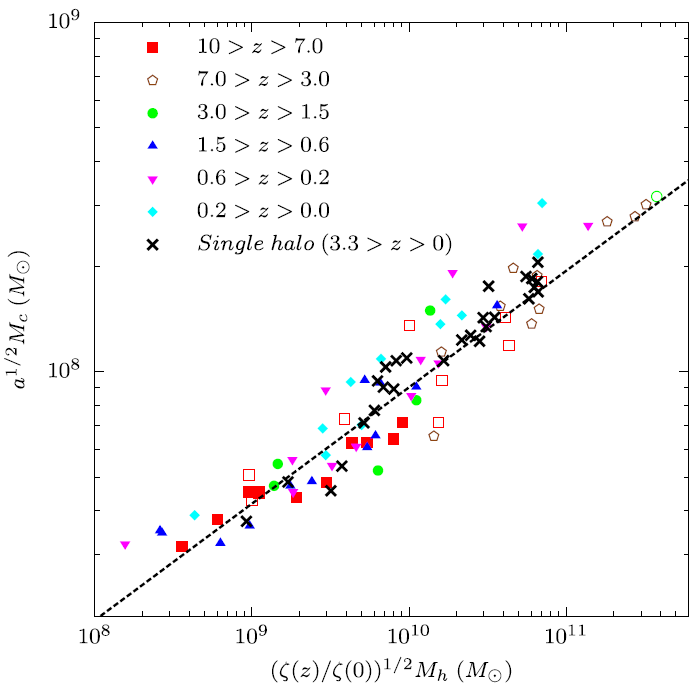 10⁹
10 > z > 7.0
7.0 > z > 3.0
3.0 > z > 1.5
1.5 > z > 0.6
0.6 > z > 0.2
0.2 > z > 0.0
Single halo (3.3 > z > 0)
a^{1/2}M_c (M_⊙)
10⁸
10⁸ 10⁹ 10¹⁰ 10¹¹
(ζ(z)/ζ(0))^{1/2}M_h (M_⊙)